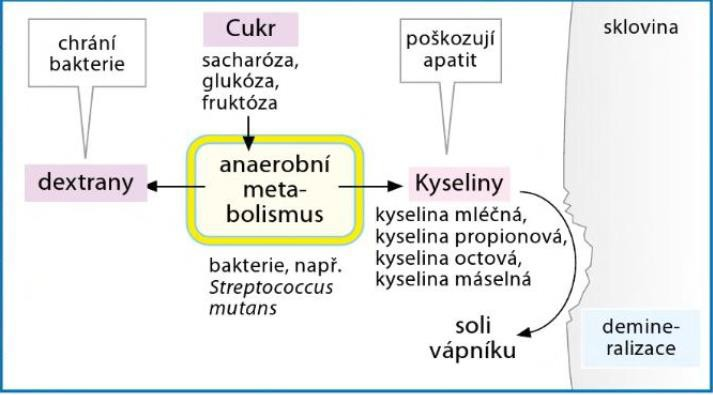 chrání
bakterie
Cukr
sacharóza,
glukóza,
fruktóza
poškozují
apatit
sklovina
dextrany
anaerobní
meta-
bolismus
Kyseliny
kyselina mléčná,
kyselina propionová,
kyselina octová,
kyselina máselná
bakterie, např.
Streptococcus
mutans
soli
vápníku
demine-
ralizace